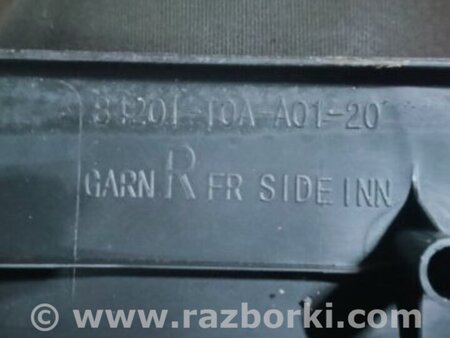 84201-T0A-A01-20
GARN R FR SIDE INN
© www.razborki.com